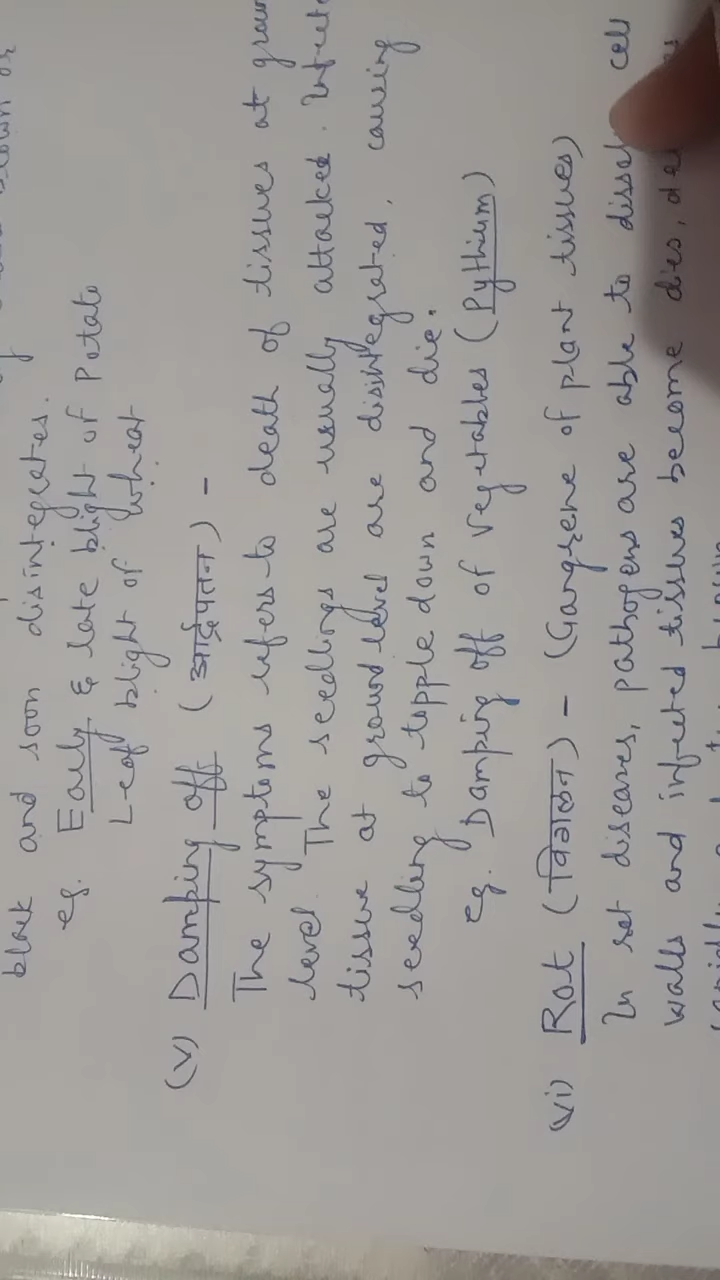 black and soon disintegrates.
eg. Early & late blight of Potato
Leaf blight of Wheat
(v) Damping off (आर्द्रपतन) -
The symptoms refers to death of tissues at
level. The seedlings are usually attacked.
tissue at ground level are disintegrated, causing
seedling to topple down and die.
eg. Damping off of vegetables (Pythium)
(vi) Rot (विगलन) - (Gangrene of plant tissues)
In rot diseases, pathogens are able to cell
walls and infected tissues become dies,